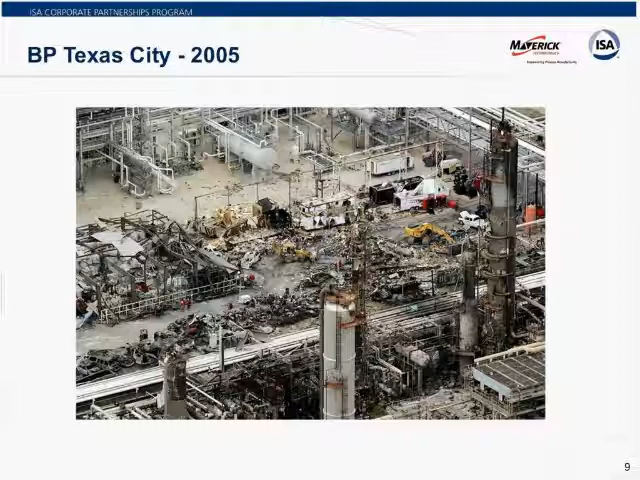 ISA CORPORATE PARTNERSHIPS PROGRAM
BP Texas City - 2005
MAVERICK
ISA
9